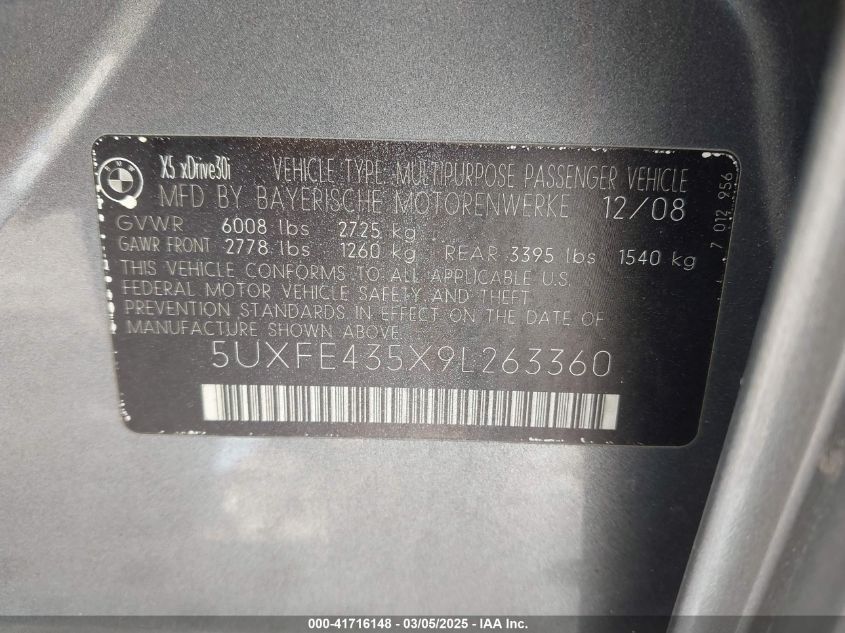 BMW
X5 xDrive30i VEHICLE TYPE: MULTIPURPOSE PASSENGER VEHICLE
MFD BY BAYERISCHE MOTORENWERKE 12/08
GVWR 6008 lbs 2725 kg
GAWR FRONT 2778 lbs 1260 kg REAR 3395 lbs 1540 kg
THIS VEHICLE CONFORMS TO ALL APPLICABLE U.S.
FEDERAL MOTOR VEHICLE SAFETY AND THEFT
PREVENTION STANDARDS IN EFFECT ON THE DATE OF
MANUFACTURE SHOWN ABOVE.
5UXFE435X9L263360
7 012 956
000-41716148 - 03/05/2025 - IAA Inc.